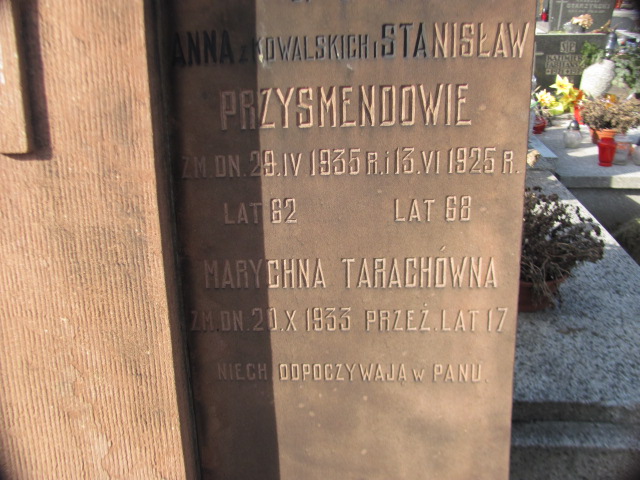 ANNA z KOWALSKICH i STANISŁAW
PRZYSMENDOWIE
ZM. DN. 29.IV 1935 R. i 13.VI 1925 R.
LAT 62 LAT 68
MARYCHNA TARACHÓWNA
ZM. DN. 20.X 1933 PRZEŻ. LAT 17
NIECH ODPOCZYWAJĄ w PANU.